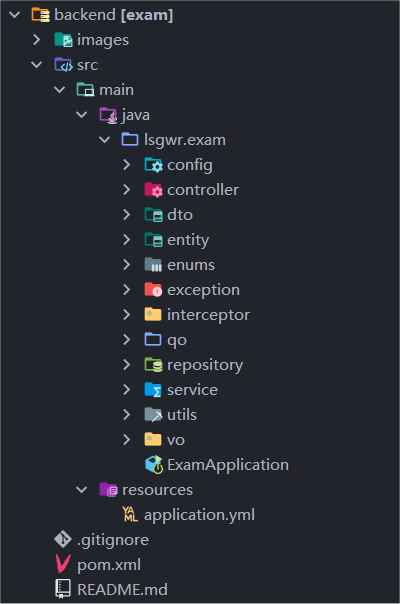 backend [exam]
images
src
main
java
lsgwr.exam
config
controller
dto
entity
enums
exception
interceptor
qo
repository
service
utils
vo
ExamApplication
resources
YAML application.yml
.gitignore
pom.xml
README.md